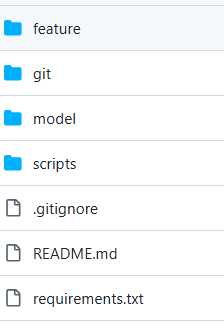 feature
git
model
scripts
.gitignore
README.md
requirements.txt